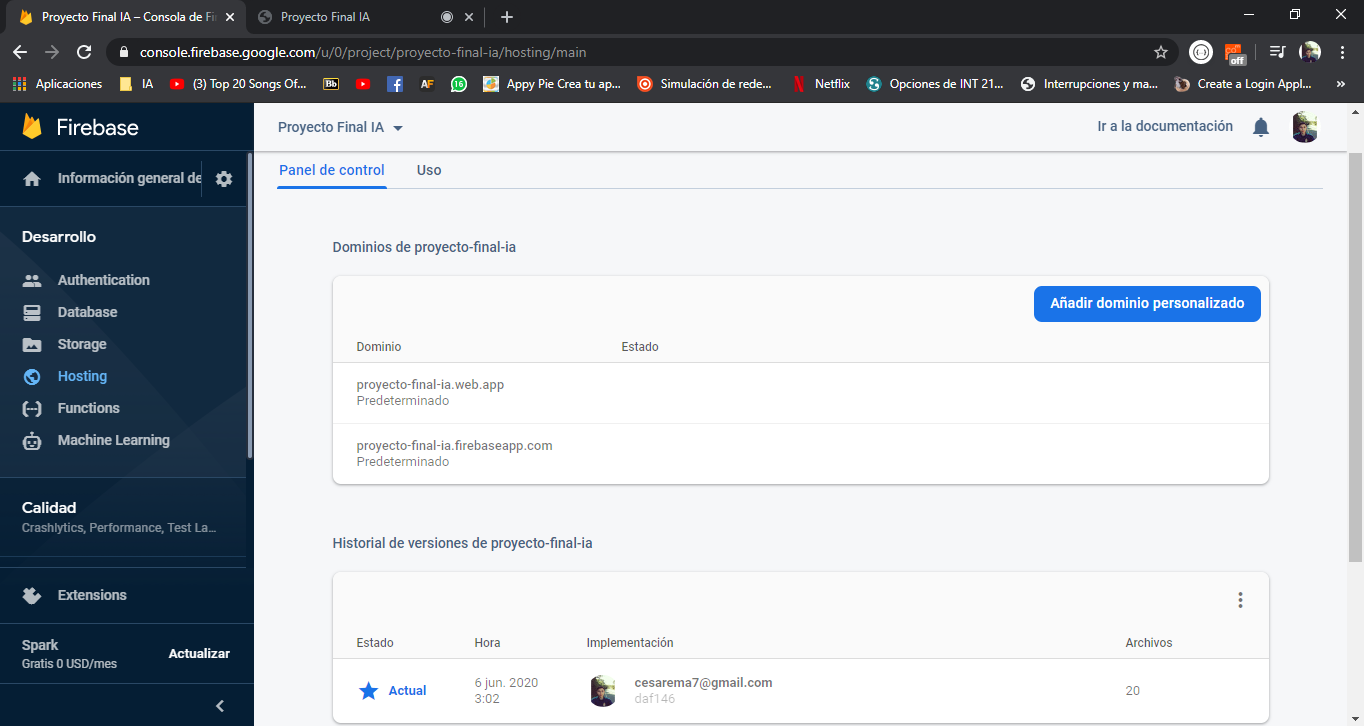 Proyecto Final IA – Consola de Fi
Proyecto Final IA
console.firebase.google.com/u/0/project/proyecto-final-ia/hosting/main
off
Aplicaciones
IA
(3) Top 20 Songs Of...
Bb
AF
16
Appy Pie Crea tu ap...
Simulación de rede...
Netflix
Opciones de INT 21...
Interrupciones y ma...
Create a Login Appl...
»
Firebase
Proyecto Final IA
Ir a la documentación
Información general de
Panel de control
Uso
Desarrollo
Authentication
Database
Storage
Hosting
Functions
Machine Learning
Calidad
Crashlytics, Performance, Test La...
Extensions
Spark
Gratis 0 USD/mes
Actualizar
Dominios de proyecto-final-ia
Añadir dominio personalizado
Dominio
Estado
proyecto-final-ia.web.app
Predeterminado
proyecto-final-ia.firebaseapp.com
Predeterminado
Historial de versiones de proyecto-final-ia
Estado
Hora
Implementación
Archivos
Actual
6 jun. 2020
3:02
cesarema7@gmail.com
daf146
20